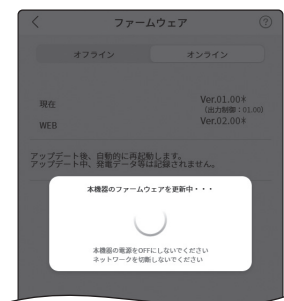 ファームウェア
?
オフライン
オンライン
現在
Ver.01.00*
(出力制御：01.00)
WEB
Ver.02.00*
アップデート後、自動的に再起動します。
アップデート中、発電データ等は記録されません。
本機器のファームウェアを更新中・・・
本機器の電源をOFFにしないでください
ネットワークを切断しないでください